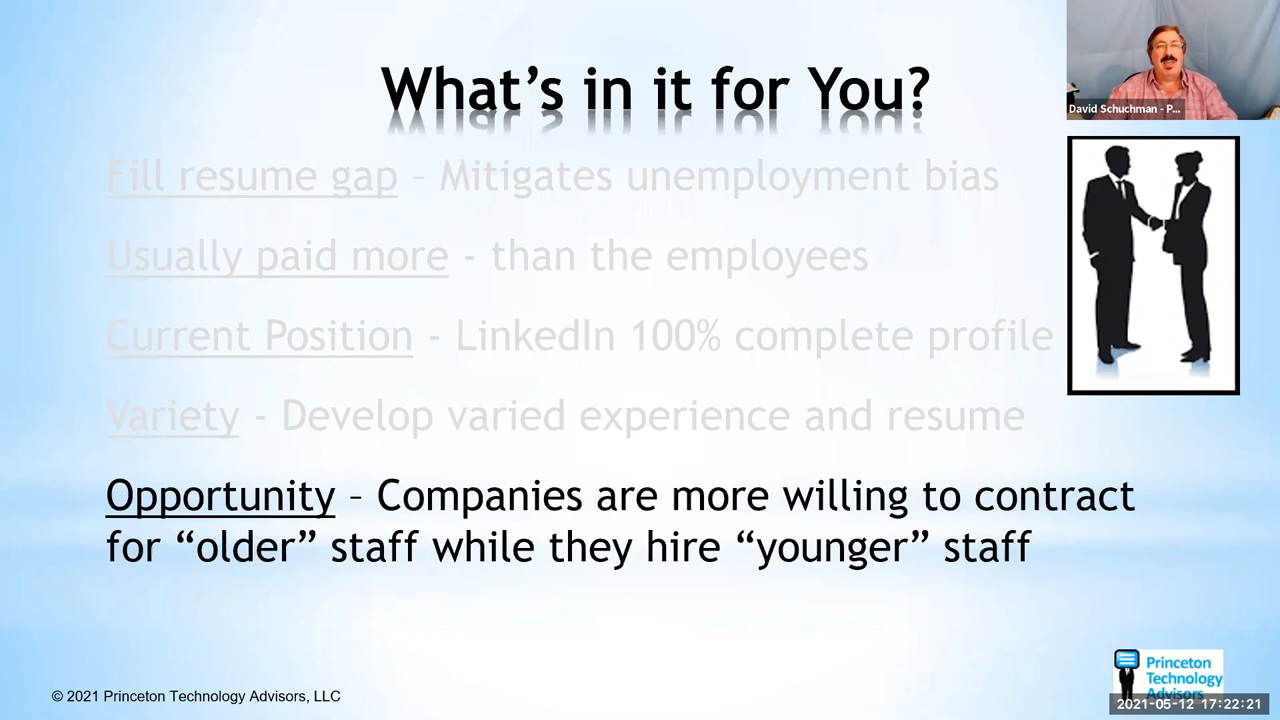 What's in it for You?
David Schuchman - P...
Fill resume gap – Mitigates unemployment bias
Usually paid more - than the employees
Current Position - LinkedIn 100% complete profile
Variety - Develop varied experience and resume
Opportunity – Companies are more willing to contract
for “older” staff while they hire “younger” staff
Princeton
Technology
Advisors
© 2021 Princeton Technology Advisors, LLC
2021-05-12 17:22:21